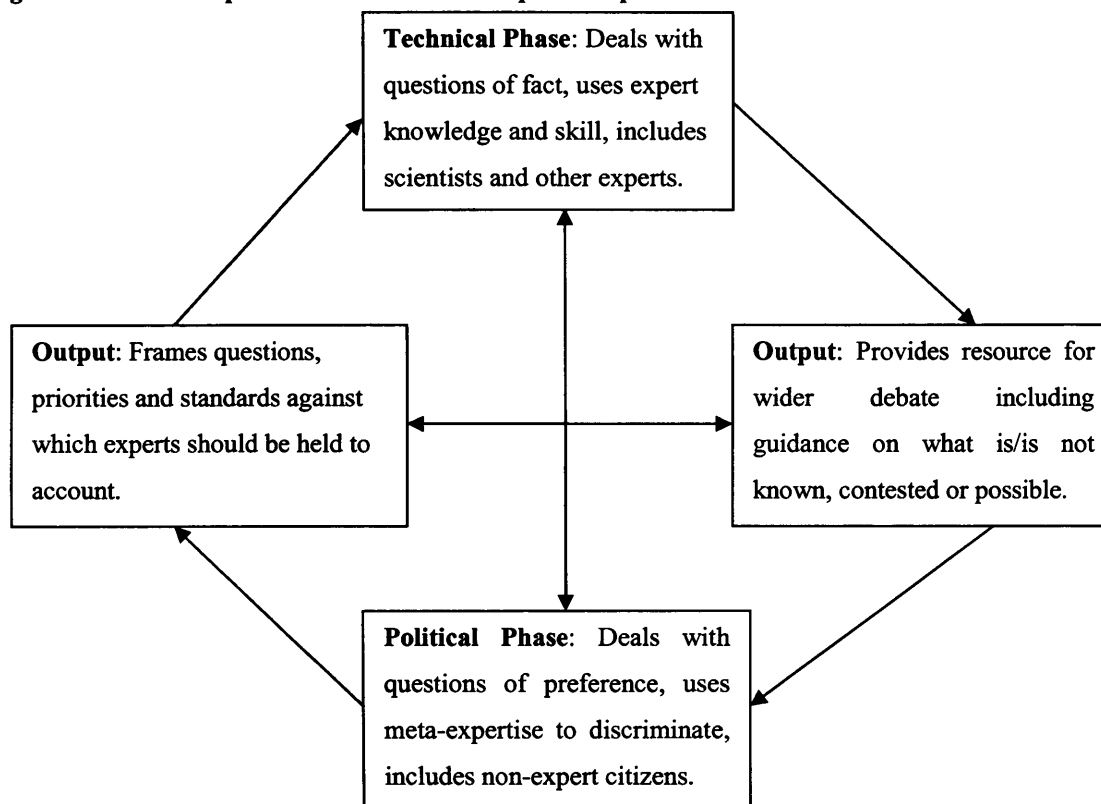 Technical Phase: Deals with
questions of fact, uses expert
knowledge and skill, includes
scientists and other experts.
Output: Frames questions,
priorities and standards against
which experts should be held to
account.
Output: Provides resource for
wider debate including
guidance on what is/is not
known, contested or possible.
Political Phase: Deals with
questions of preference, uses
meta-expertise to discriminate,
includes non-expert citizens.